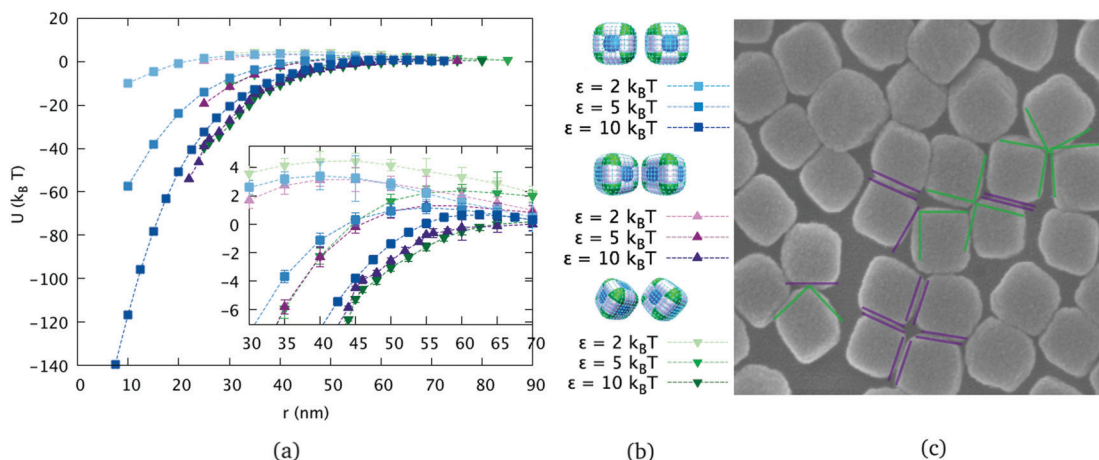 20
0
−20
−40
−60
−80
−100
−120
−140
U (k_B T)
0 10 20 30 40 50 60 70 80 90
r (nm)
4
2
0
−2
−4
−6
30 35 40 45 50 55 60 65 70
(a)
ε = 2 k_BT
ε = 5 k_BT
ε = 10 k_BT
ε = 2 k_BT
ε = 5 k_BT
ε = 10 k_BT
ε = 2 k_BT
ε = 5 k_BT
ε = 10 k_BT
(b)
(c)